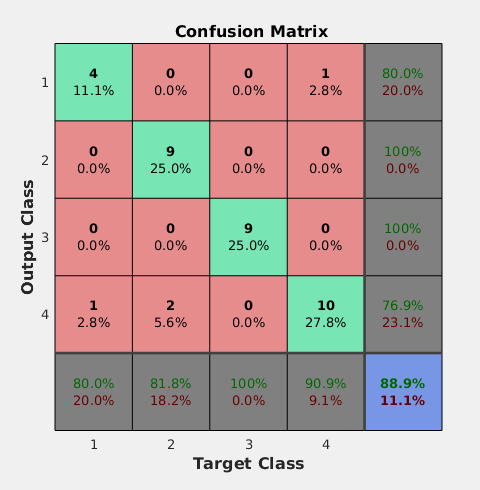 Confusion Matrix
1
4 0 0 1 80.0%
11.1% 0.0% 0.0% 2.8% 20.0%
2
0 9 0 0 100%
0.0% 25.0% 0.0% 0.0% 0.0%
3
0 0 9 0 100%
0.0% 0.0% 25.0% 0.0% 0.0%
4
1 2 0 10 76.9%
2.8% 5.6% 0.0% 27.8% 23.1%
80.0% 81.8% 100% 90.9% 88.9%
20.0% 18.2% 0.0% 9.1% 11.1%
1 2 3 4
Target Class
Output Class